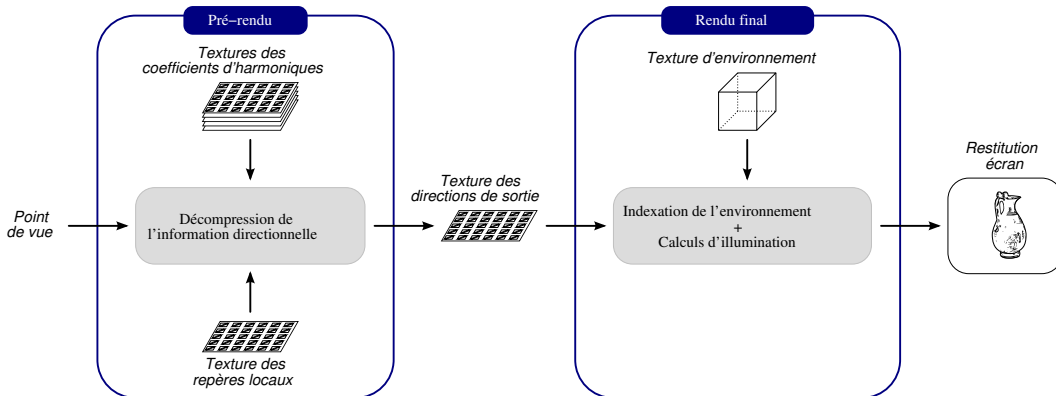 Pré−rendu
Textures des
coefficients d'harmoniques
Point
de vue
Décompression de
l'information directionnelle
Texture des
repères locaux
Texture des
directions de sortie
Rendu final
Texture d'environnement
Indexation de l'environnement
+
Calculs d'illumination
Restitution
écran